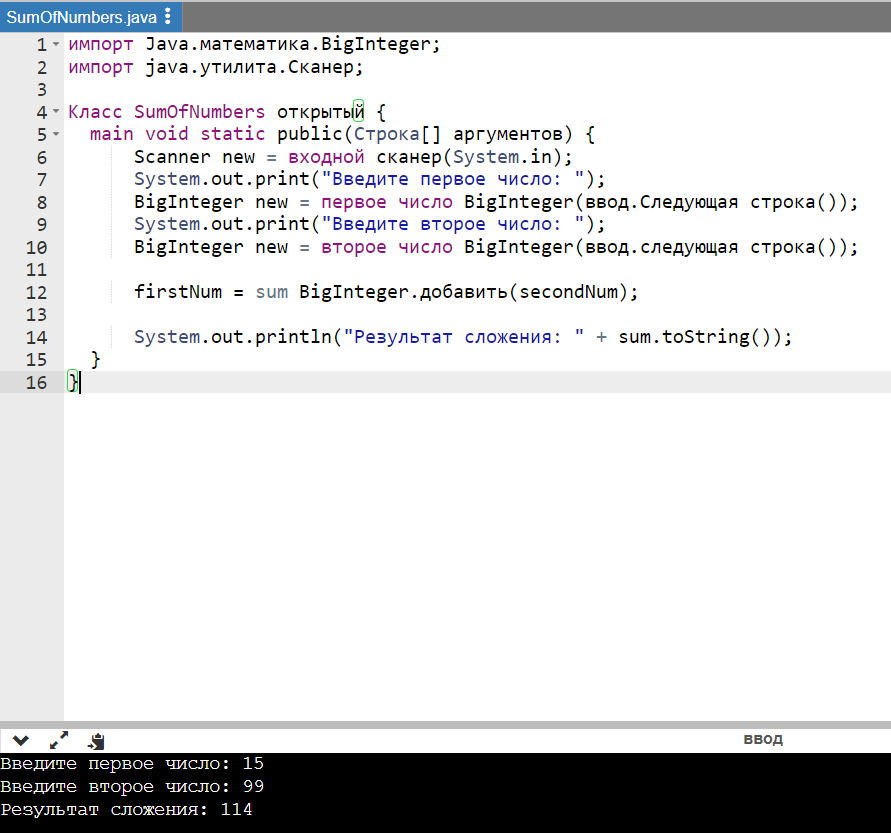 SumOfNumbers.java
1 импорт Java.математика.BigInteger;
2 импорт java.утилита.Сканер;
3
4 Класс SumOfNumbers открытый {
5 main void static public(Строка[] аргументов) {
6 Scanner new = входной сканер(System.in);
7 System.out.print("Введите первое число: ");
8 BigInteger new = первое число BigInteger(ввод.Следующая строка());
9 System.out.print("Введите второе число: ");
10 BigInteger new = второе число BigInteger(ввод.следующая строка());
11
12 firstNum = sum BigInteger.добавить(secondNum);
13
14 System.out.println("Результат сложения: " + sum.toString());
15 }
16 }
ввод
Введите первое число: 15
Введите второе число: 99
Результат сложения: 114